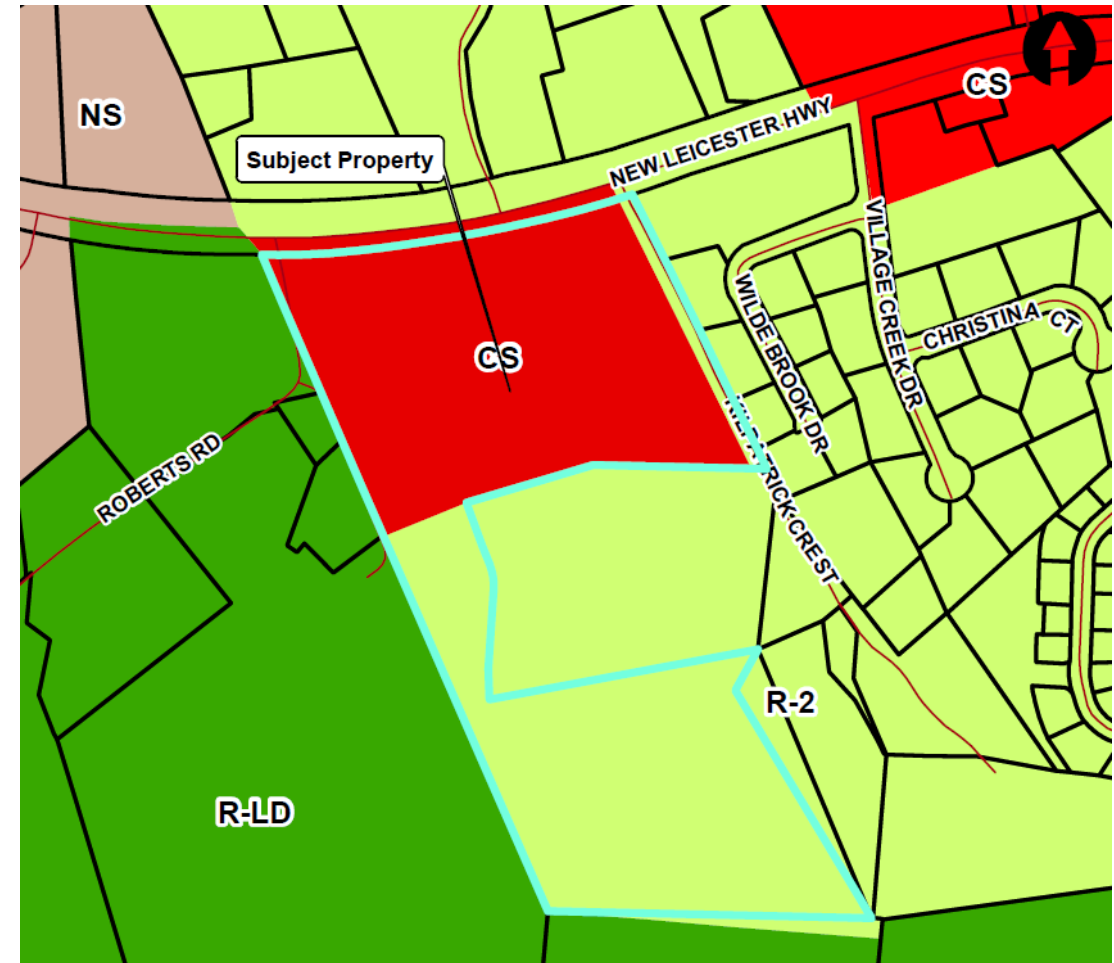 NS
CS
NEW LEICESTER HWY
Subject Property
CS
WILDE BROOK DR
VILLAGE CREEK DR
CHRISTINA CT
ROBERTS RD
KILPATRICK CREST
R-2
R-LD